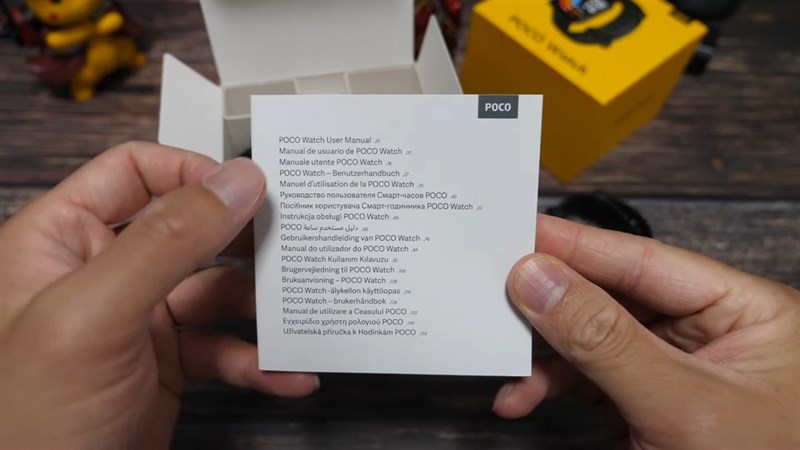 POCO Watch
POCO
POCO Watch User Manual
Manual de usuario de POCO Watch
Manuale utente POCO Watch
POCO Watch – Benutzerhandbuch
Manuel d'utilisation de la POCO Watch
Руководство пользователя Смарт-часов POCO
Посібник користувача Смарт-годинника POCO Watch
Instrukcja obsługi POCO Watch
دليل مستخدم ساعة POCO
Gebruikershandleiding van POCO Watch
Manual do utilizador do POCO Watch
POCO Watch Kullanım Kılavuzu
Brugervejledning til POCO Watch
Bruksanvisning – POCO Watch
POCO Watch -älykellon käyttöopas
POCO Watch – brukerhåndbok
Manual de utilizare a Ceasului POCO
Εγχειρίδιο χρήστη ρολογιού POCO
Uživatelská příručka k Hodinkám POCO